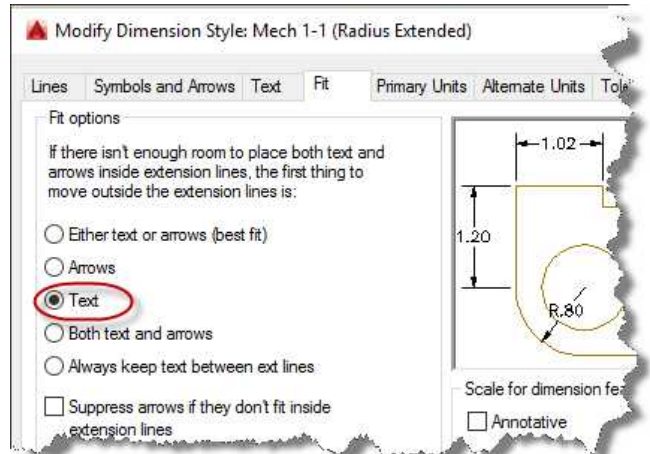 Modify Dimension Style: Mech 1-1 (Radius Extended)
Lines Symbols and Arrows Text Fit Primary Units Alternate Units
Fit options
If there isn't enough room to place both text and
arrows inside extension lines, the first thing to
move outside the extension lines is:
Either text or arrows (best fit)
Arrows
Text
Both text and arrows
Always keep text between ext lines
Suppress arrows if they don't fit inside
extension lines
1.02
1.20
R.80
Scale for dimension
Annotative